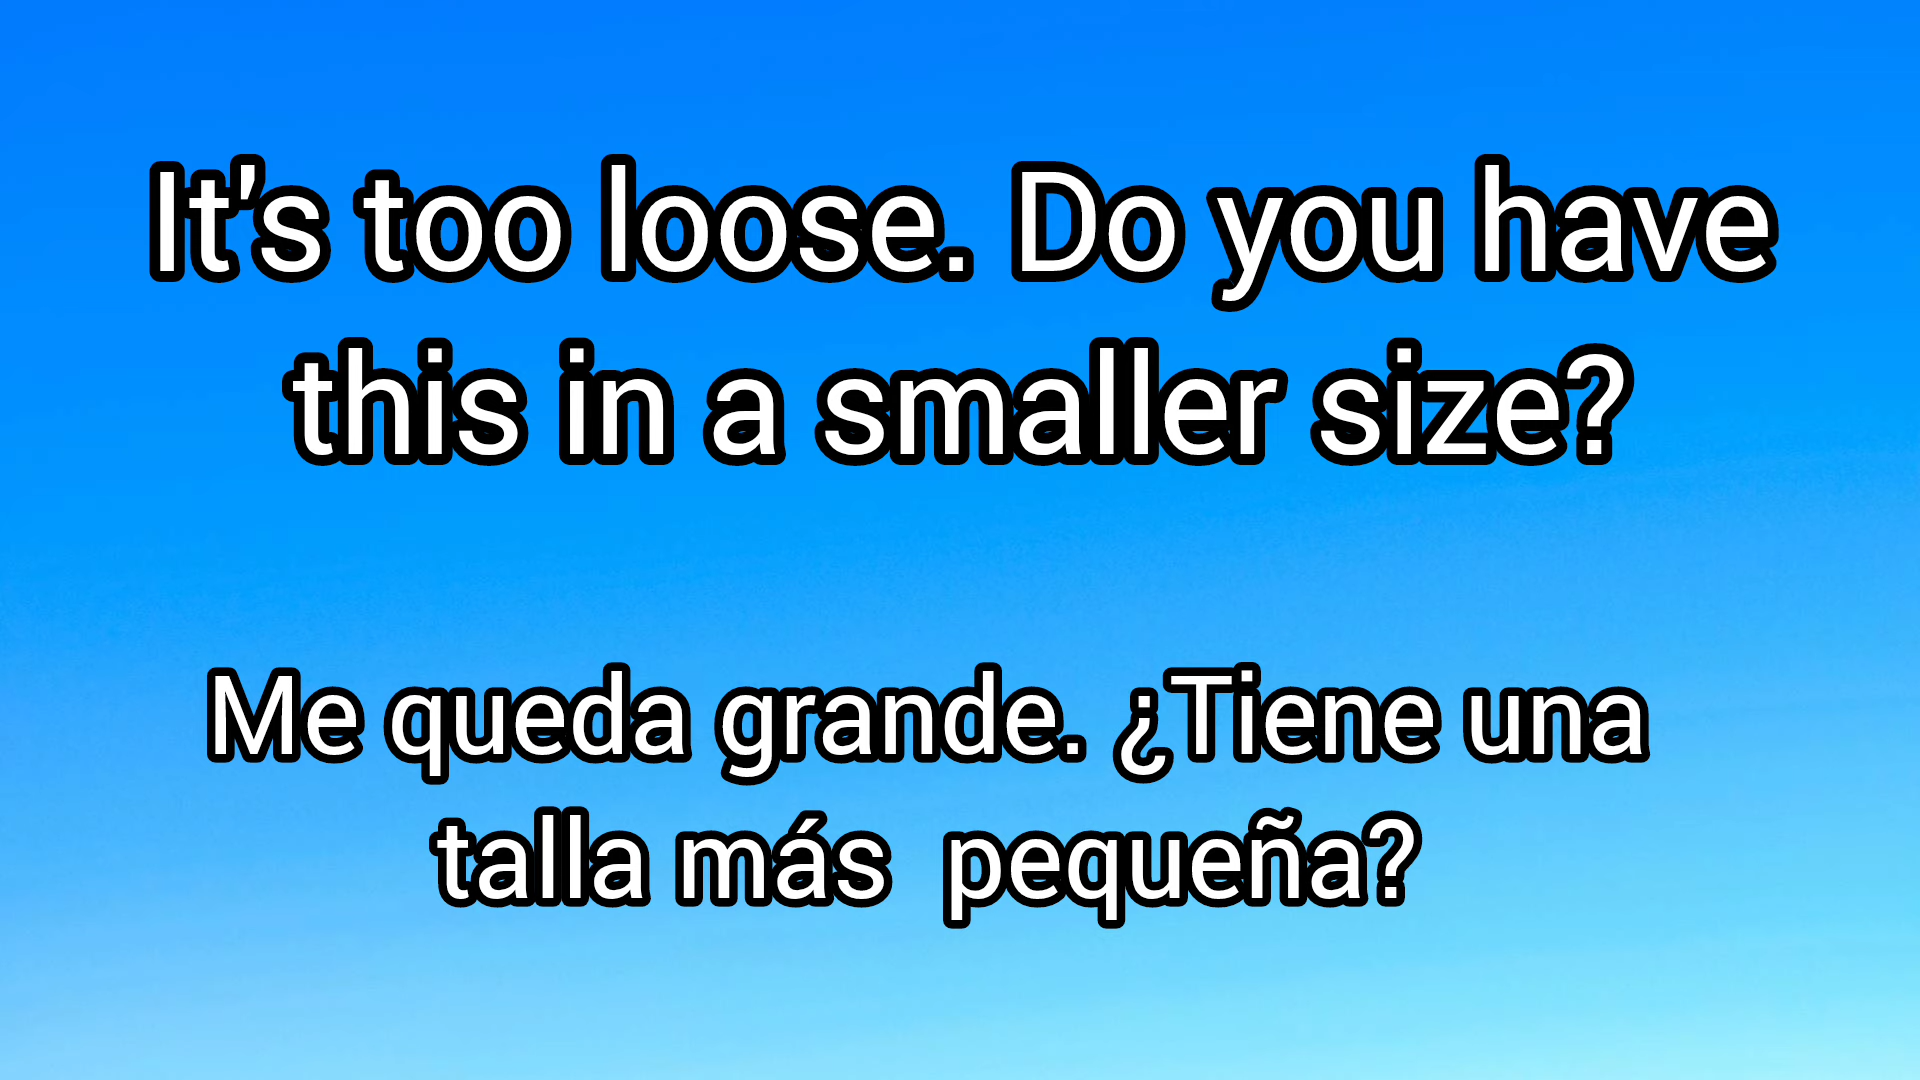 It's too loose. Do you have
this in a smaller size?
Me queda grande. ¿Tiene una
talla más  pequeña?